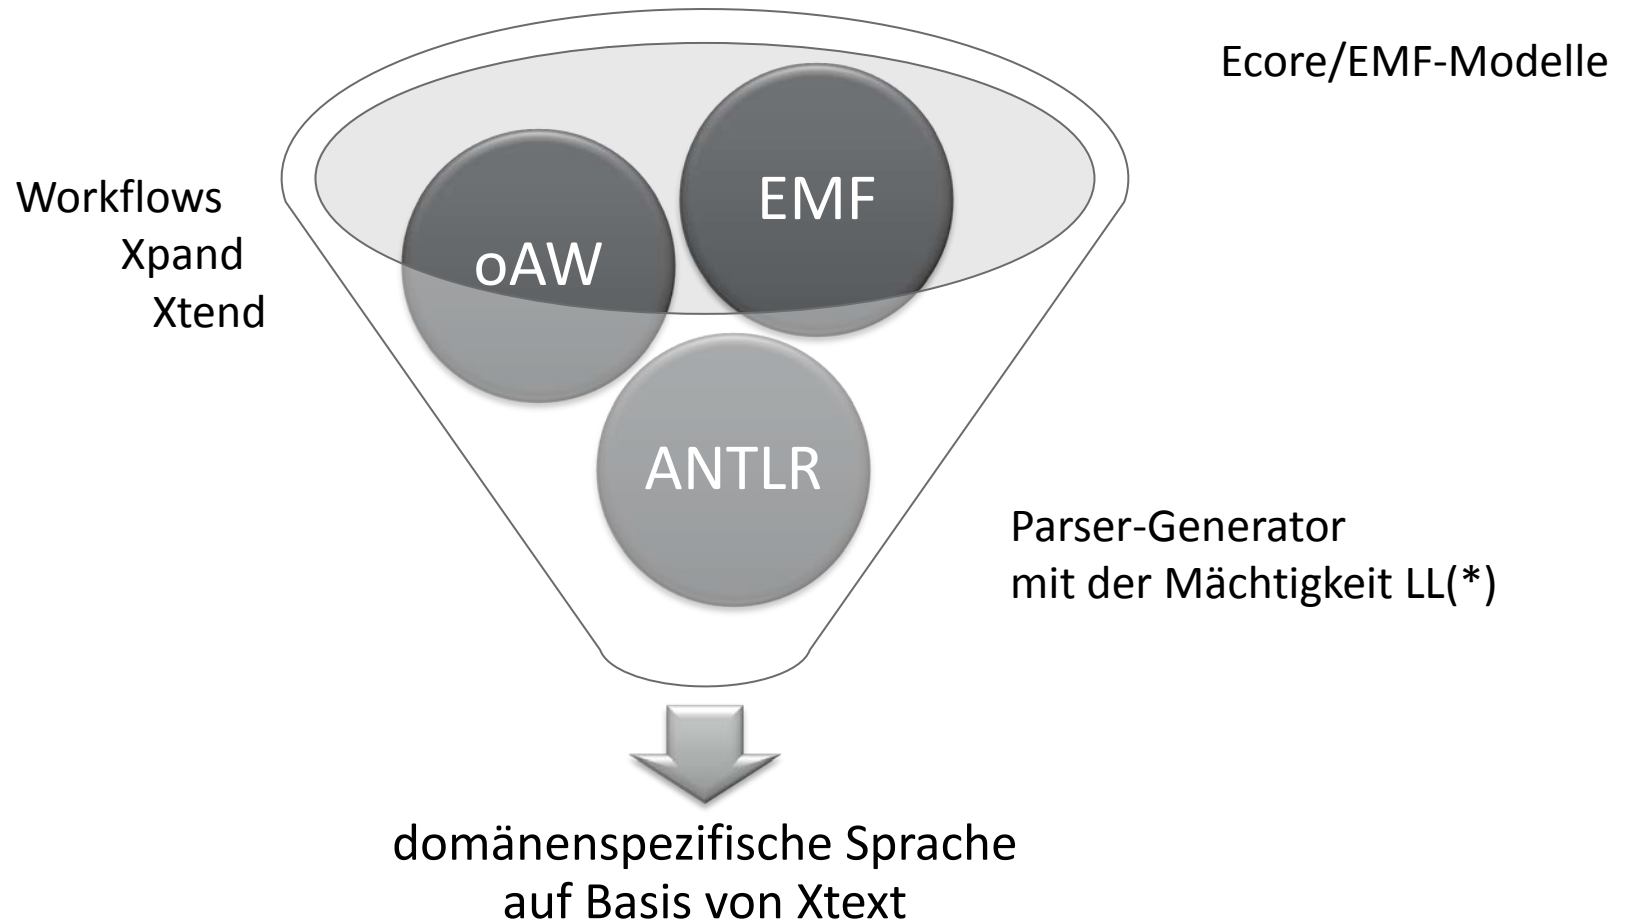 Ecore/EMF-Modelle
Workflows
Xpand
Xtend
EMF
oAW
ANTLR
Parser-Generator
mit der Mächtigkeit LL(*)
domänenspezifische Sprache
auf Basis von Xtext